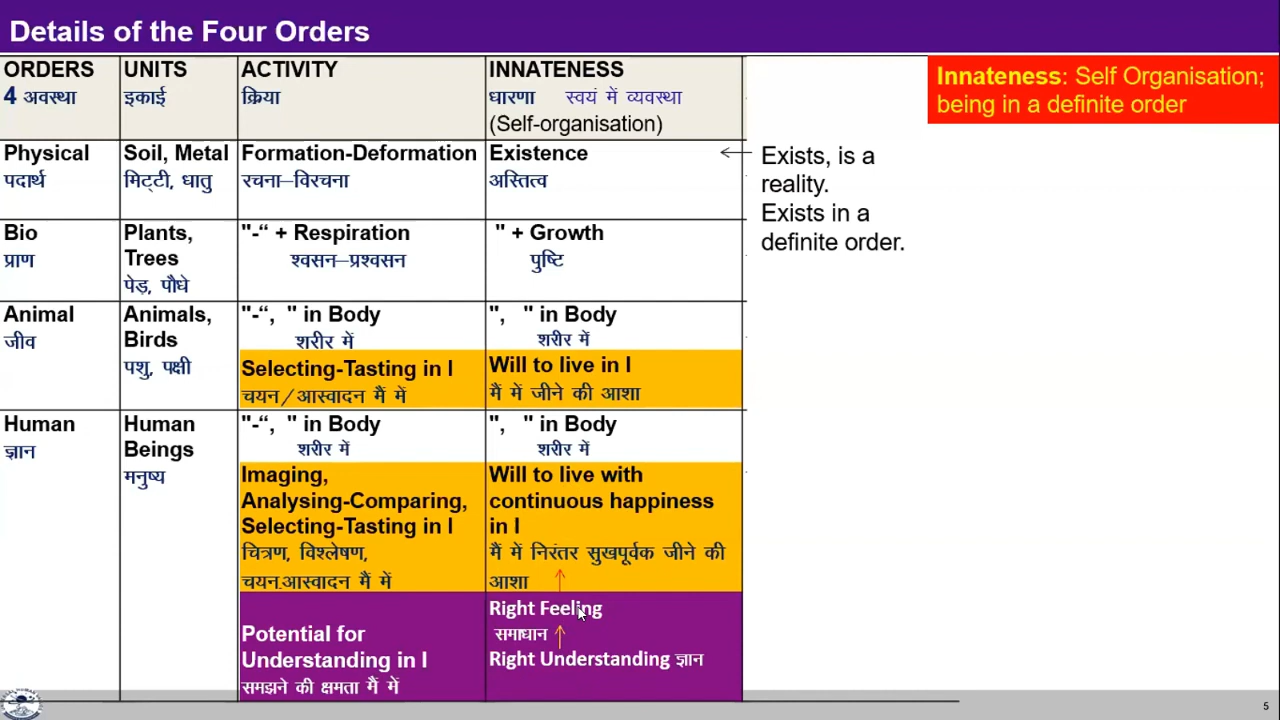 Details of the Four Orders
ORDERS
4 अवस्था
UNITS
इकाई
ACTIVITY
क्रिया
INNATENESS
धारणा स्वयं में व्यवस्था
(Self-organisation)
Innateness: Self Organisation;
being in a definite order
Physical
पदार्थ
Soil, Metal
मिट्टी, धातु
Formation-Deformation
रचना–विरचना
Existence
अस्तित्व
Exists, is a
reality.
Exists in a
definite order.
Bio
प्राण
Plants,
Trees
पेड़, पौधे
"-“ + Respiration
श्वसन–प्रश्वसन
" + Growth
पुष्टि
Animal
जीव
Animals,
Birds
पशु, पक्षी
"-“, " in Body
शरीर में
Selecting-Tasting in I
चयन/आस्वादन मैं में
", " in Body
शरीर में
Will to live in I
मैं में जीने की आशा
Human
ज्ञान
Human
Beings
मनुष्य
"-“, " in Body
शरीर में
Imaging,
Analysing-Comparing,
Selecting-Tasting in I
चित्रण, विश्लेषण,
चयन.आस्वादन मैं में
Potential for
Understanding in I
समझने की क्षमता मैं में
", " in Body
शरीर में
Will to live with
continuous happiness
in I
मैं में निरंतर सुखपूर्वक जीने की
आशा
Right Feeling
समाधान
Right Understanding ज्ञान
5